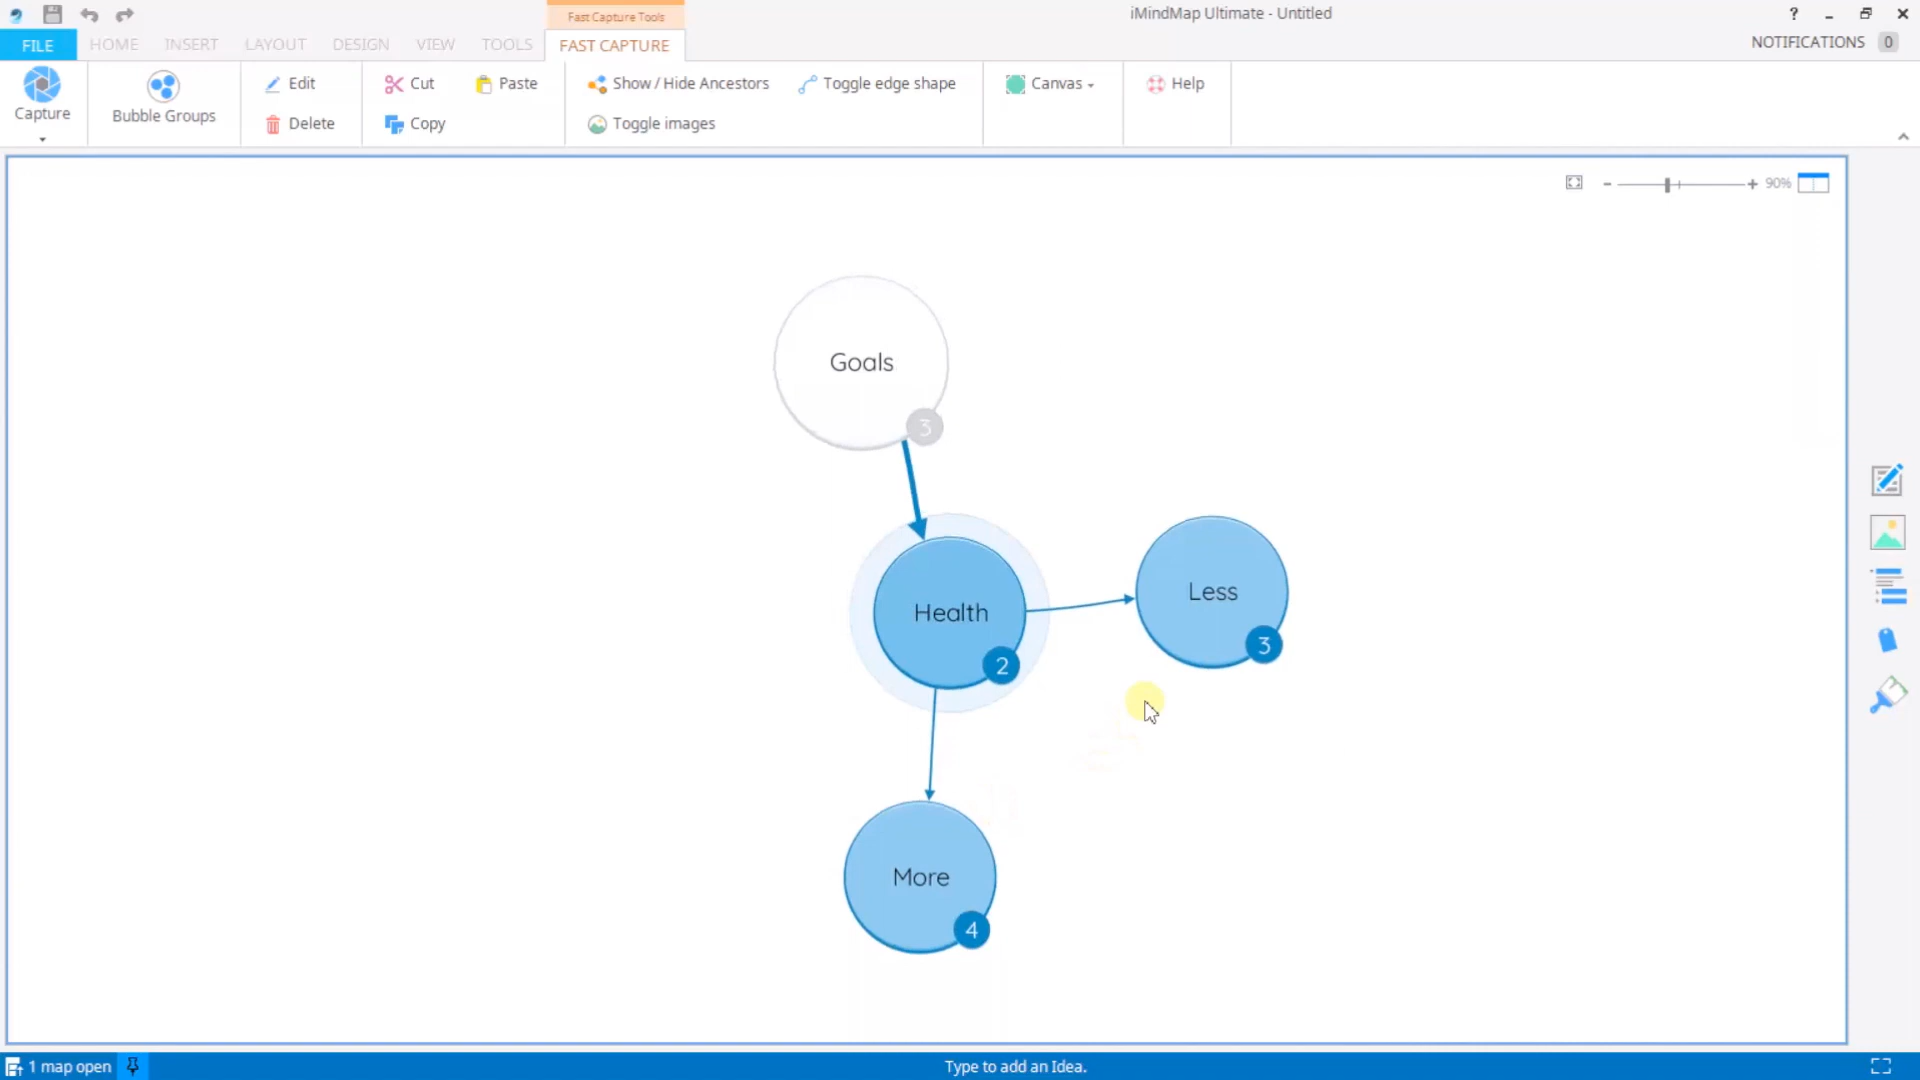 Fast Capture Tools
iMindMap Ultimate - Untitled
?
FILE HOME INSERT LAYOUT DESIGN VIEW TOOLS FAST CAPTURE
NOTIFICATIONS 0
Capture
Bubble Groups
Edit
Delete
Cut
Paste
Copy
Show / Hide Ancestors
Toggle edge shape
Toggle images
Canvas
Help
- + 90%
Goals
3
Health
2
Less
3
More
4
1 map open
Type to add an Idea.